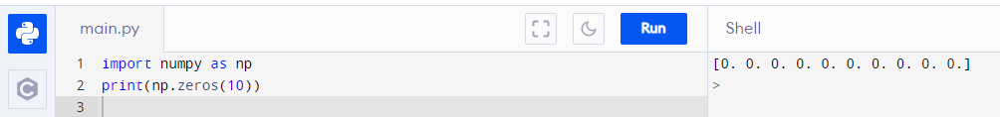 main.py
Run
Shell
1 import numpy as np
2 print(np.zeros(10))
3
[0. 0. 0. 0. 0. 0. 0. 0. 0. 0.]
>